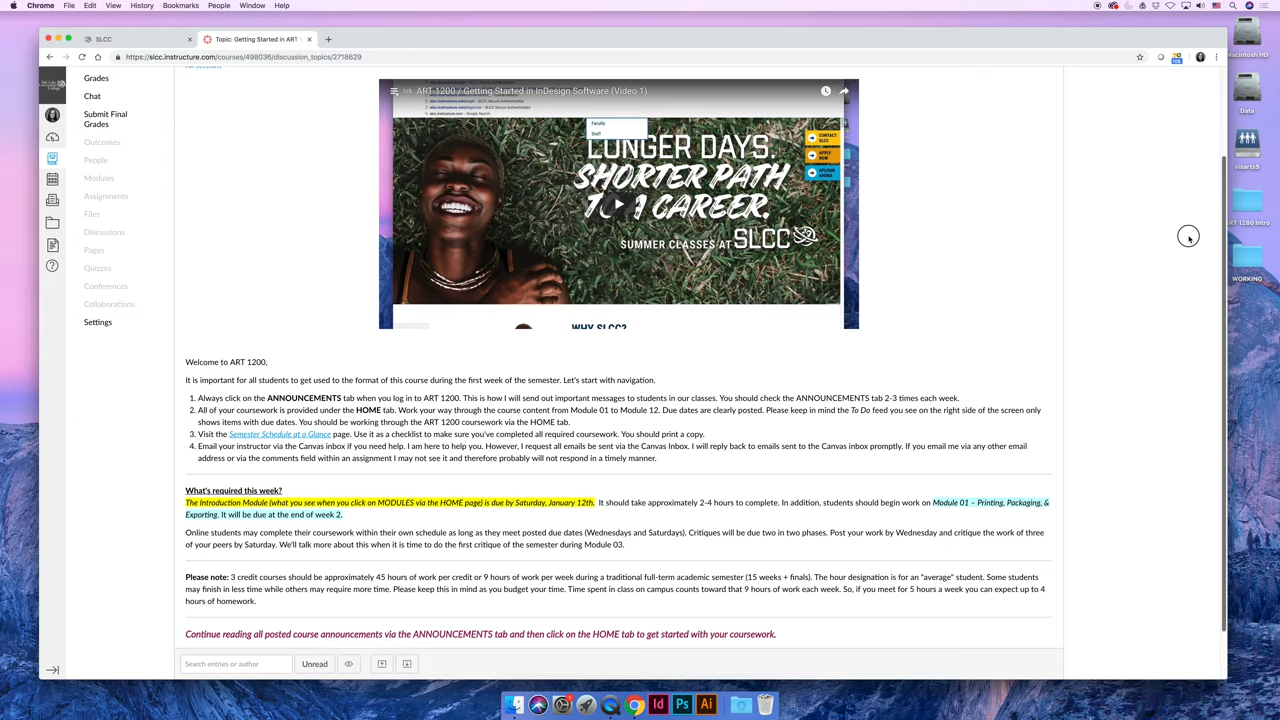 Chrome File Edit View History Bookmarks People Window Help
SLCC
Topic: Getting Started in ART 1
https://slcc.instructure.com/courses/498036/discussion_topics/2718629
106
Macintosh HD
Data
visarts$
ART 1280 Intro
WORKING
Grades
Chat
Submit Final
Grades
Outcomes
People
Modules
Assignments
Files
Discussions
Pages
Quizzes
Conferences
Collaborations
Settings
All Sections
1/5 ART 1200 / Getting Started in InDesign Software (Video 1)
Faculty
Staff
CONTACT
SLCC
APPLY
NOW
APLIQUE
AHORA
LONGER DAYS.
SHORTER PATH
TO A CAREER.
SUMMER CLASSES AT SLCC
WHY SLCC?
Welcome to ART 1200,
It is important for all students to get used to the format of this course during the first week of the semester. Let's start with navigation.
1. Always click on the ANNOUNCEMENTS tab when you log in to ART 1200. This is how I will send out important messages to students in our classes. You should check the ANNOUNCEMENTS tab 2-3 times each week.
2. All of your coursework is provided under the HOME tab. Work your way through the course content from Module 01 to Module 12. Due dates are clearly posted. Please keep in mind the To Do feed you see on the right side of the screen only
shows items with due dates. You should be working through the ART 1200 coursework via the HOME tab.
3. Visit the Semester Schedule at a Glance page. Use it as a checklist to make sure you've completed all required coursework. You should print a copy.
4. Email your instructor via the Canvas inbox if you need help. I am here to help you. However, I request all emails be sent via the Canvas Inbox. I will reply back to emails sent to the Canvas inbox promptly. If you email me via any other email
address or via the comments field within an assignment I may not see it and therefore probably will not respond in a timely manner.
What's required this week?
The Introduction Module (what you see when you click on MODULES via the HOME page) is due by Saturday, January 12th. It should take approximately 2-4 hours to complete. In addition, students should begin work on Module 01 – Printing, Packaging, &
Exporting. It will be due at the end of week 2.
Online students may complete their coursework within their own schedule as long as they meet posted due dates (Wednesdays and Saturdays). Critiques will be due two in two phases. Post your work by Wednesday and critique the work of three
of your peers by Saturday. We'll talk more about this when it is time to do the first critique of the semester during Module 03.
Please note: 3 credit courses should be approximately 45 hours of work per credit or 9 hours of work per week during a traditional full-term academic semester (15 weeks + finals). The hour designation is for an "average" student. Some students
may finish in less time while others may require more time. Please keep this in mind as you budget your time. Time spent in class on campus counts toward that 9 hours of work each week. So, if you meet for 5 hours a week you can expect up to 4
hours of homework.
Continue reading all posted course announcements via the ANNOUNCEMENTS tab and then click on the HOME tab to get started with your coursework.
Search entries or author
Unread
Id
Ps
Ai